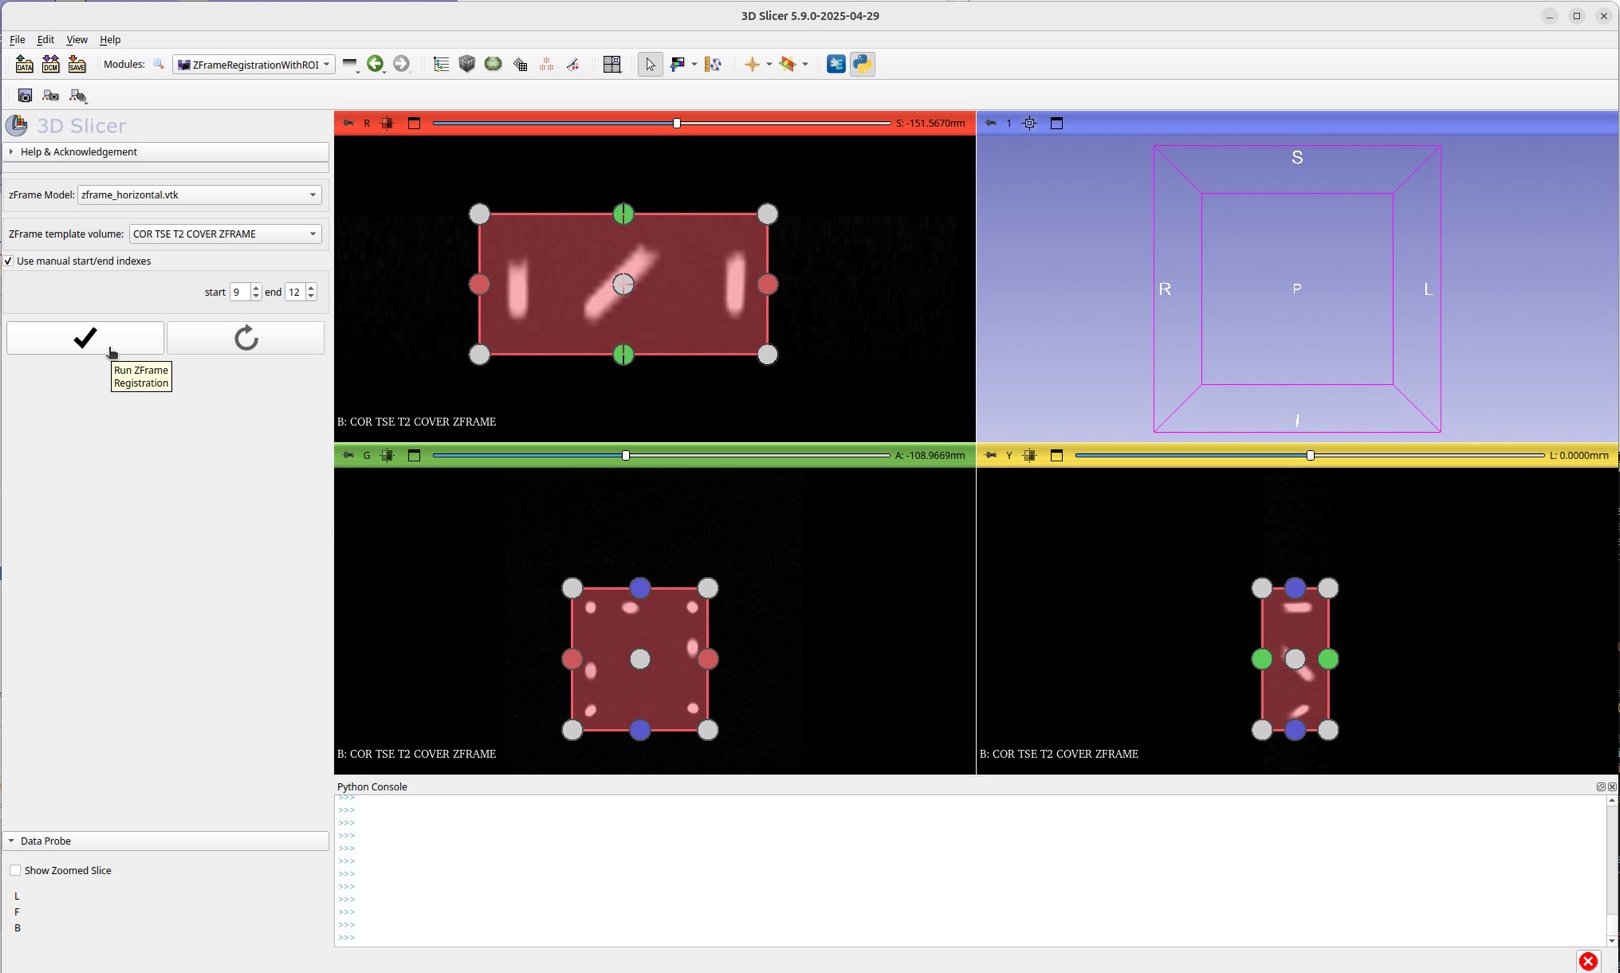 3D Slicer 5.9.0-2025-04-29
File Edit View Help
DATA DCM SAVE Modules: ZFrameRegistrationWithROI
3D Slicer
Help & Acknowledgement
zFrame Model: zframe_horizontal.vtk
ZFrame template volume: COR TSE T2 COVER ZFRAME
Use manual start/end indexes
start 9 end 12
Run ZFrame
Registration
R S: -151.5670mm
B: COR TSE T2 COVER ZFRAME
1
S
R P L
I
G A: -108.9669mm
B: COR TSE T2 COVER ZFRAME
Y L: 0.0000mm
B: COR TSE T2 COVER ZFRAME
Python Console
>>>
>>>
>>>
>>>
>>>
>>>
>>>
>>>
>>>
>>>
>>>
>>>
Data Probe
Show Zoomed Slice
L
F
B